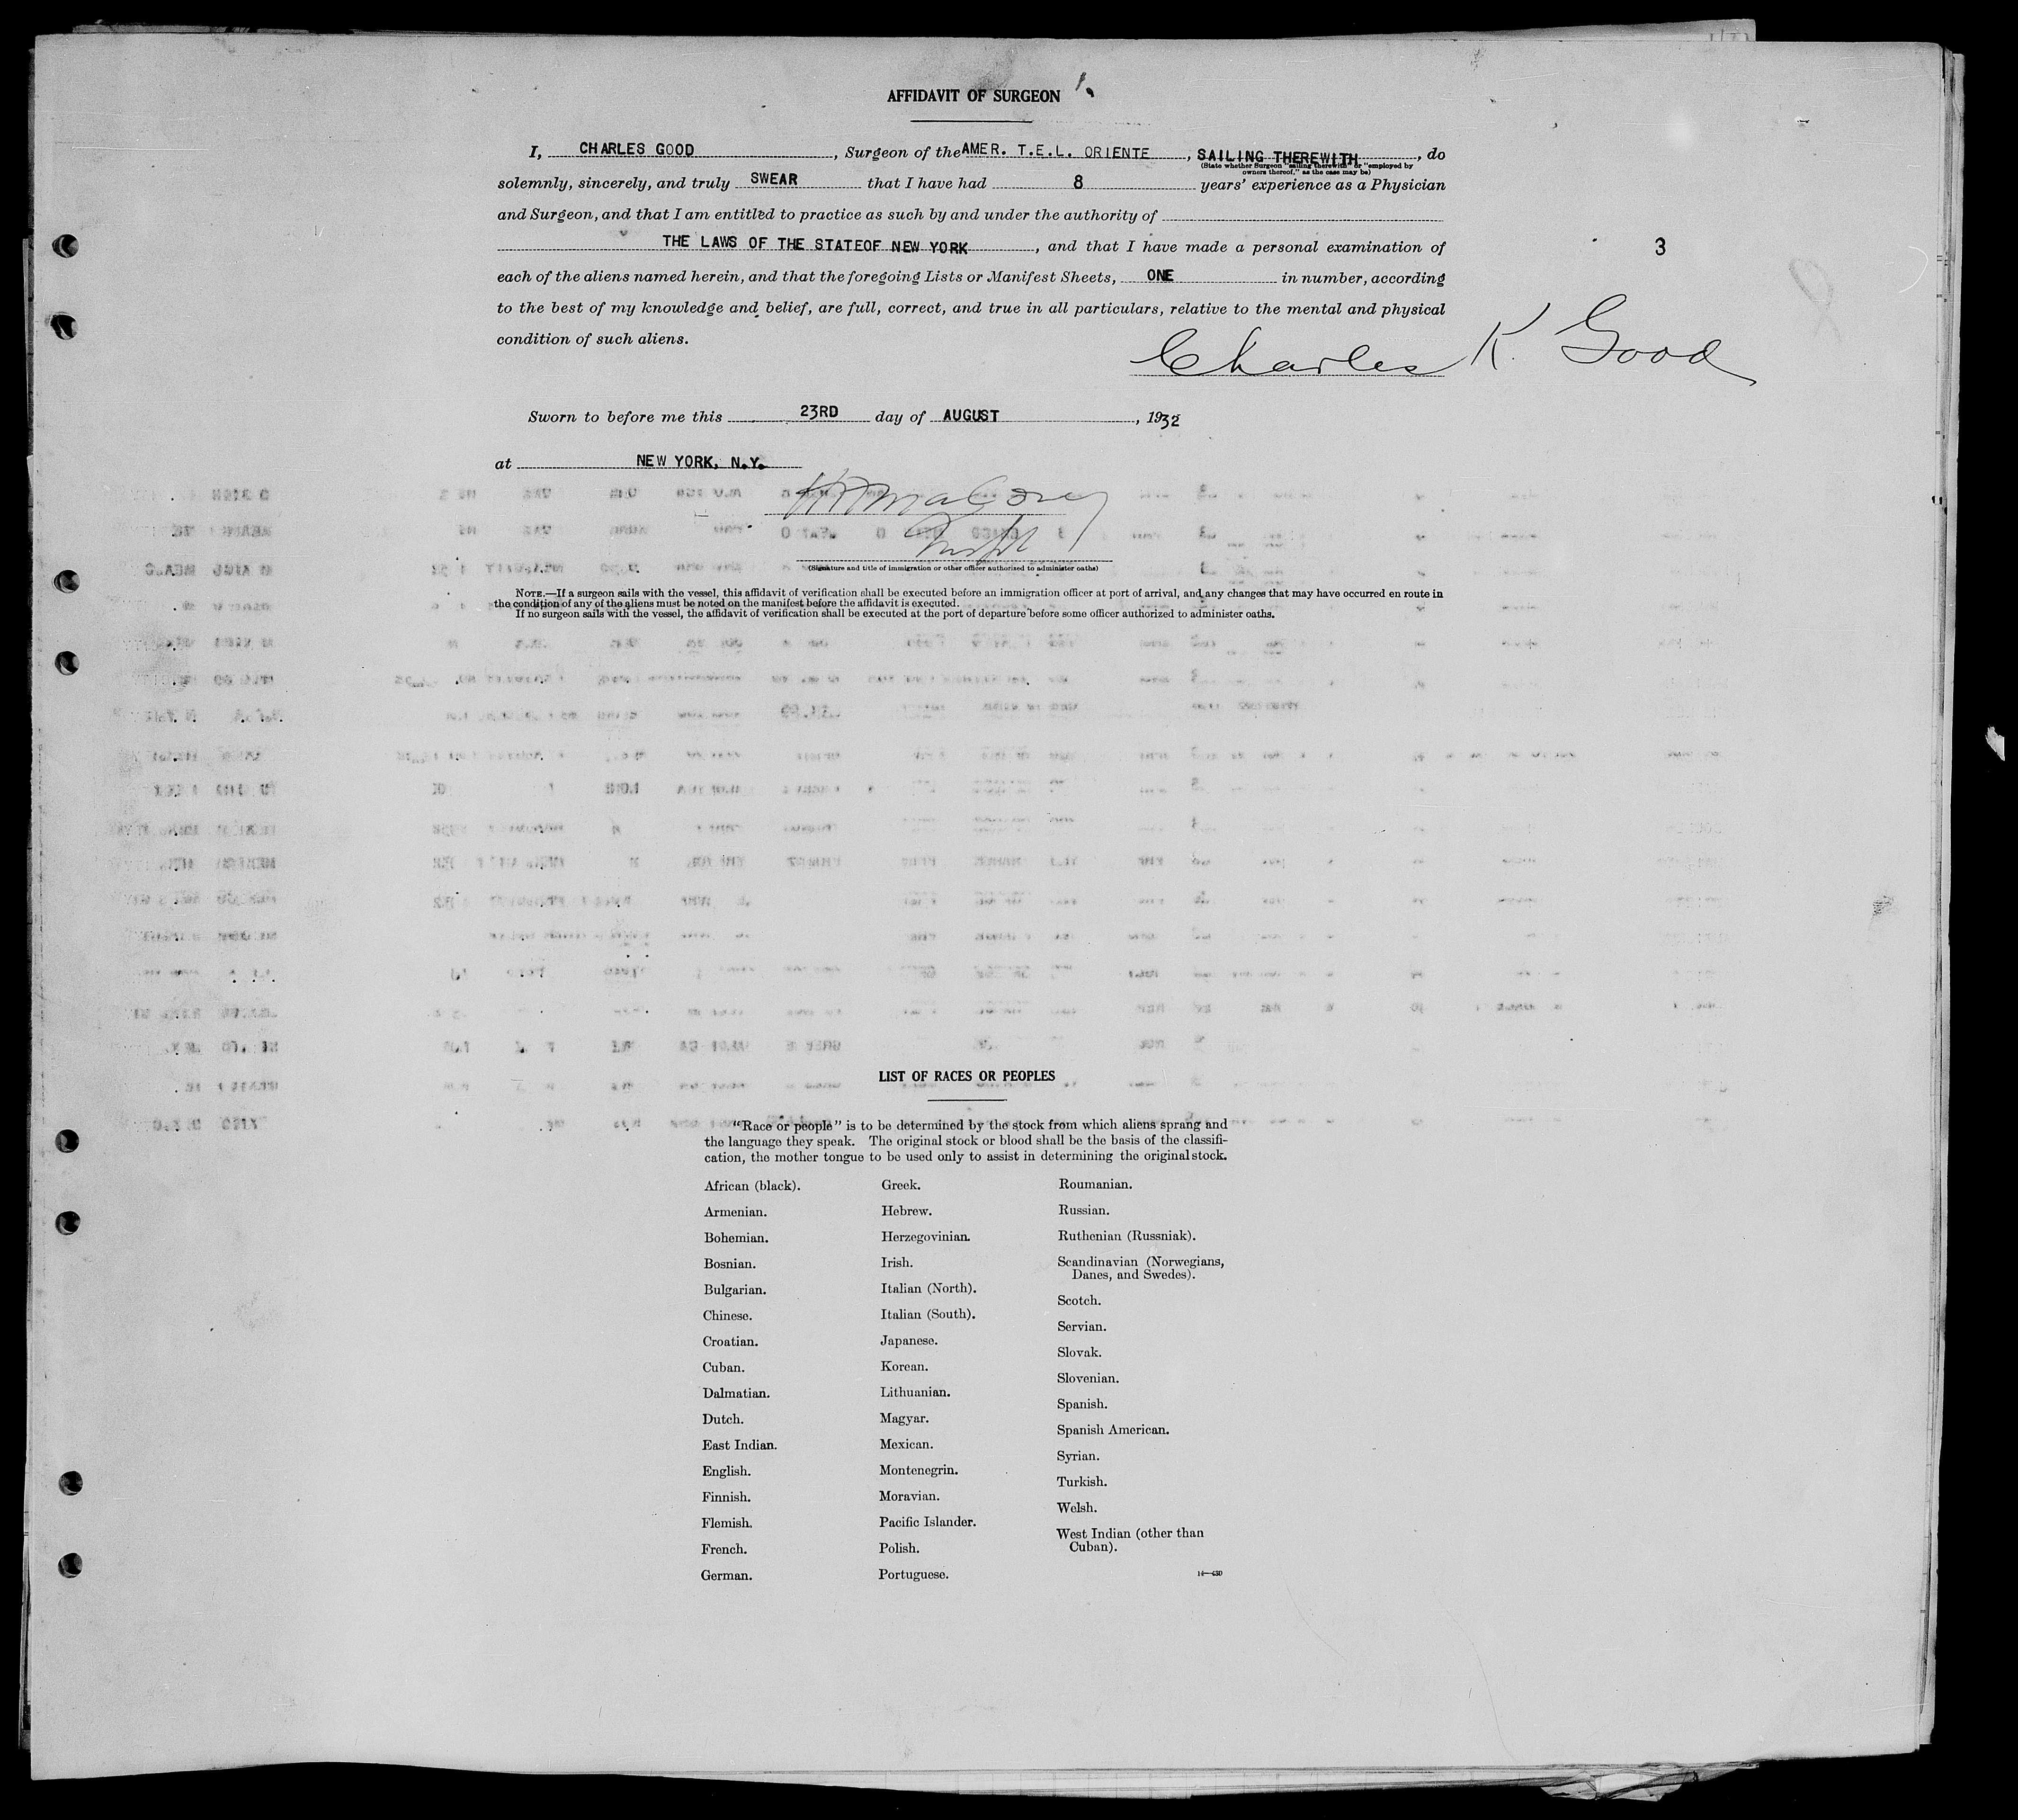 AFFIDAVIT OF SURGEON
I, CHARLES GOOD, Surgeon of the AMER. T.E.L. ORIENTE, SAILING THEREWITH, do
(State whether Surgeon "sailing therewith" or "employed by
owners thereof," as the case may be)
solemnly, sincerely, and truly SWEAR that I have had 8 years' experience as a Physician
and Surgeon, and that I am entitled to practice as such by and under the authority of
THE LAWS OF THE STATEOF NEW YORK, and that I have made a personal examination of
3
each of the aliens named herein, and that the foregoing Lists or Manifest Sheets, ONE in number, according
to the best of my knowledge and belief, are full, correct, and true in all particulars, relative to the mental and physical
condition of such aliens.
Charles K. Good
Sworn to before me this 23RD day of AUGUST, 1932
at NEW YORK, N.Y.
(Signature and title of immigration or other officer authorized to administer oaths)
NOTE.—If a surgeon sails with the vessel, this affidavit of verification shall be executed before an immigration officer at port of arrival, and any changes that may have occurred en route in
the condition of any of the aliens must be noted on the manifest before the affidavit is executed.
If no surgeon sails with the vessel, the affidavit of verification shall be executed at the port of departure before some officer authorized to administer oaths.
LIST OF RACES OR PEOPLES
"Race or people" is to be determined by the stock from which aliens sprang and
the language they speak. The original stock or blood shall be the basis of the classifi-
cation, the mother tongue to be used only to assist in determining the original stock.
African (black).
Armenian.
Bohemian.
Bosnian.
Bulgarian.
Chinese.
Croatian.
Cuban.
Dalmatian.
Dutch.
East Indian.
English.
Finnish.
Flemish.
French.
German.
Greek.
Hebrew.
Herzegovinian.
Irish.
Italian (North).
Italian (South).
Japanese.
Korean.
Lithuanian.
Magyar.
Mexican.
Montenegrin.
Moravian.
Pacific Islander.
Polish.
Portuguese.
Roumanian.
Russian.
Ruthenian (Russniak).
Scandinavian (Norwegians,
Danes, and Swedes).
Scotch.
Servian.
Slovak.
Slovenian.
Spanish.
Spanish American.
Syrian.
Turkish.
Welsh.
West Indian (other than
Cuban).